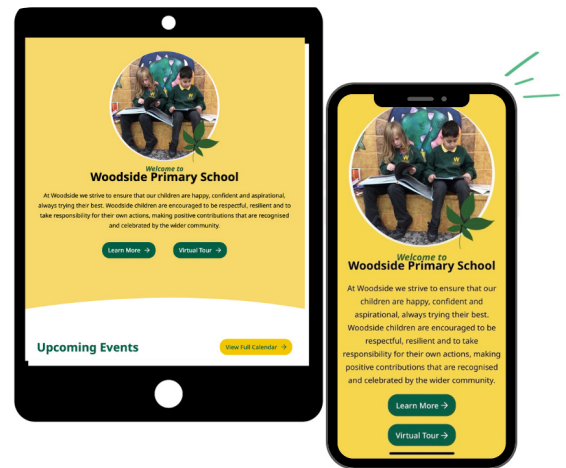 Welcome to
Woodside Primary School
At Woodside we strive to ensure that our children are happy, confident and aspirational,
always trying their best. Woodside children are encouraged to be respectful, resilient and to
take responsibility for their own actions, making positive contributions that are recognised
and celebrated by the wider community.
Learn More →
Virtual Tour →
Upcoming Events
View Full Calendar →
Welcome to
Woodside Primary School
At Woodside we strive to ensure that our
children are happy, confident and
aspirational, always trying their best.
Woodside children are encouraged to be
respectful, resilient and to take
responsibility for their own actions, making
positive contributions that are recognised
and celebrated by the wider community.
Learn More →
Virtual Tour →